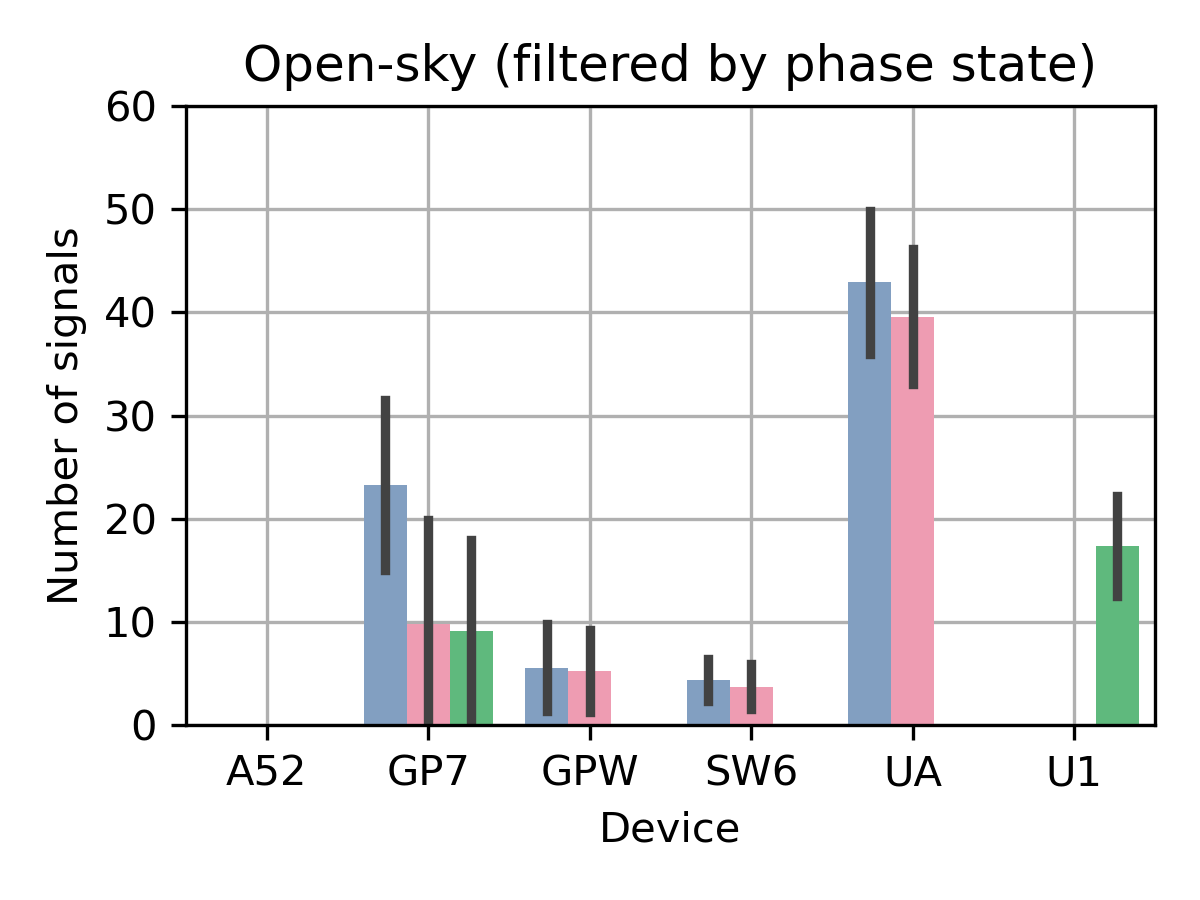 Open-sky (filtered by phase state)
60
50
40
30
20
10
0
Number of signals
A52 GP7 GPW SW6 UA U1
Device